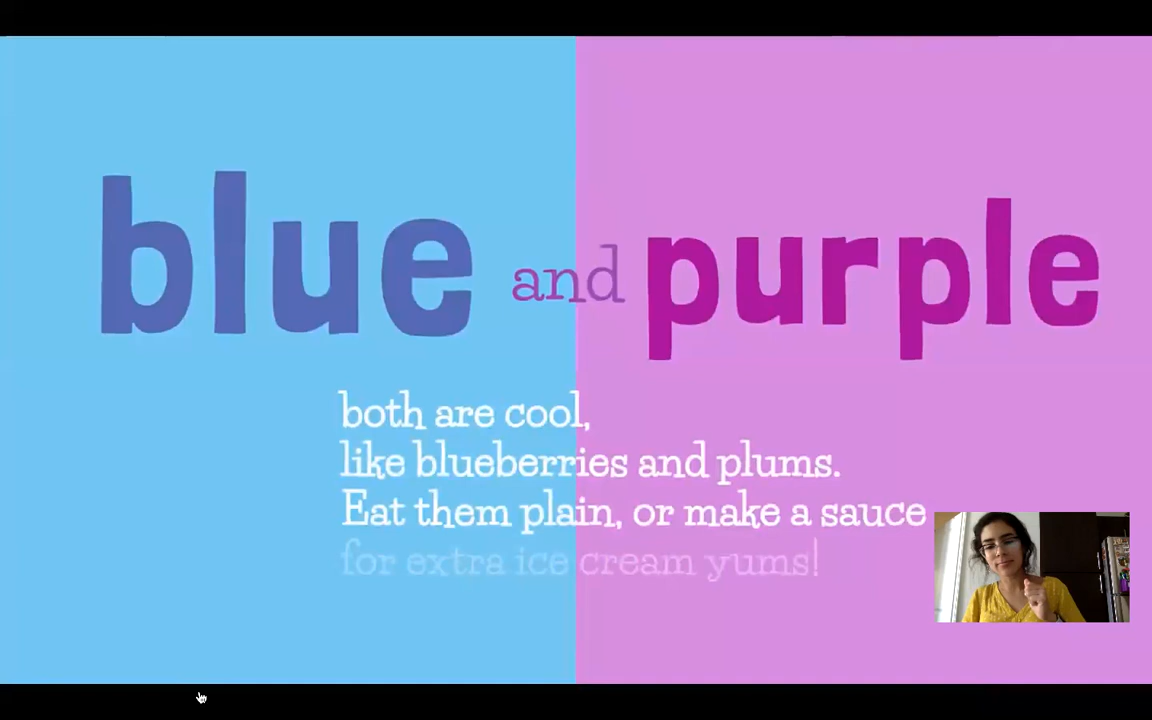 blue and purple
both are cool,
like blueberries and plums.
Eat them plain, or make a sauce
for extra ice cream yums!